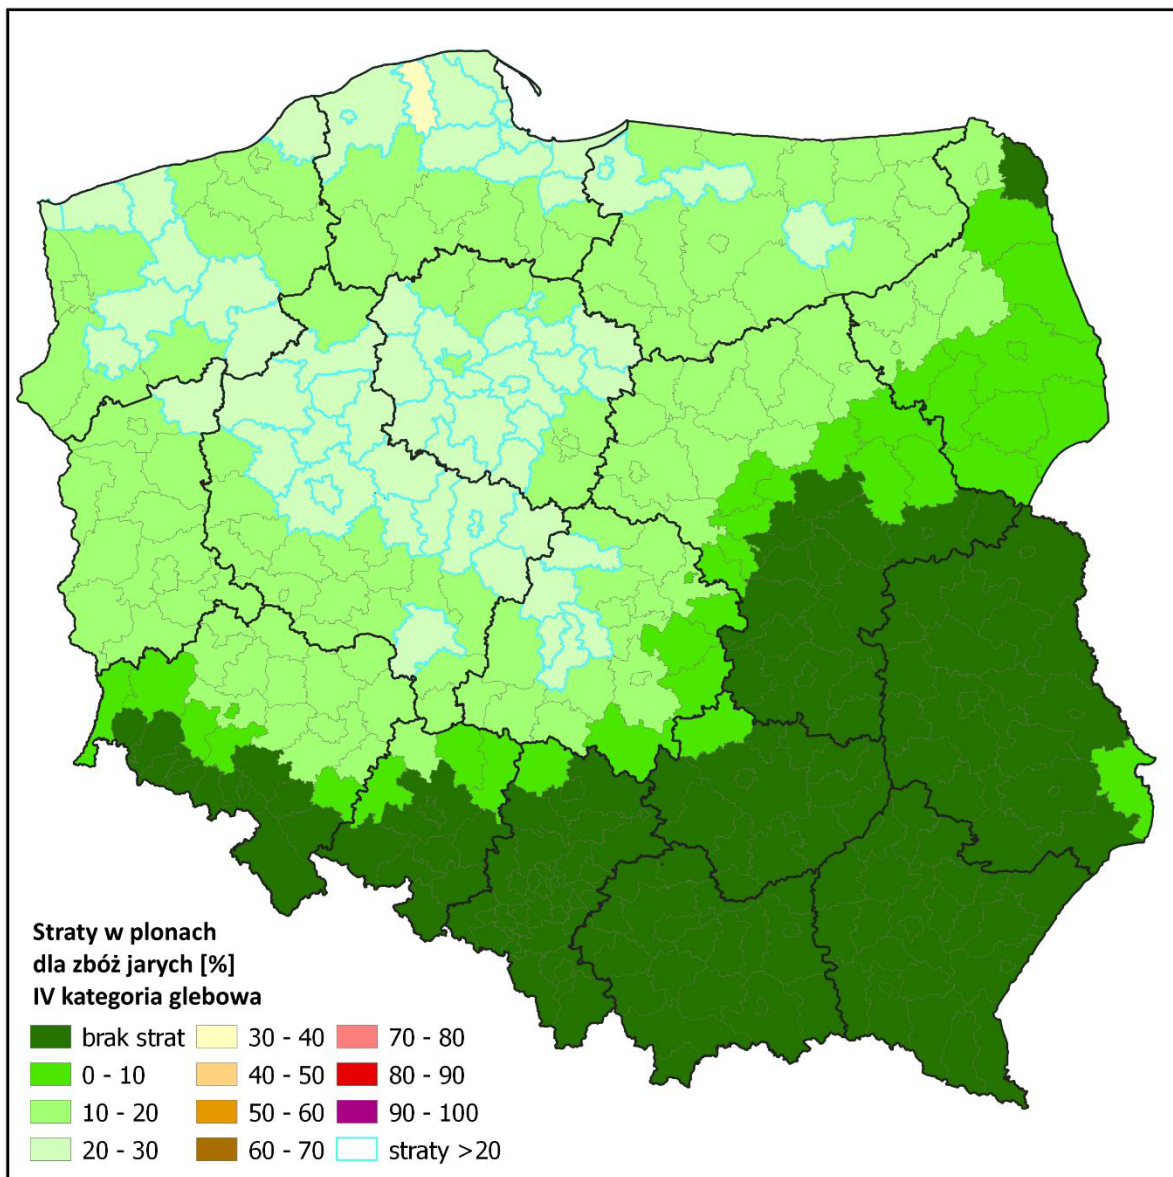 Straty w plonach
dla zbóż jarych [%]
IV kategoria glebowa
brak strat
0 - 10
10 - 20
20 - 30
30 - 40
40 - 50
50 - 60
60 - 70
70 - 80
80 - 90
90 - 100
straty >20